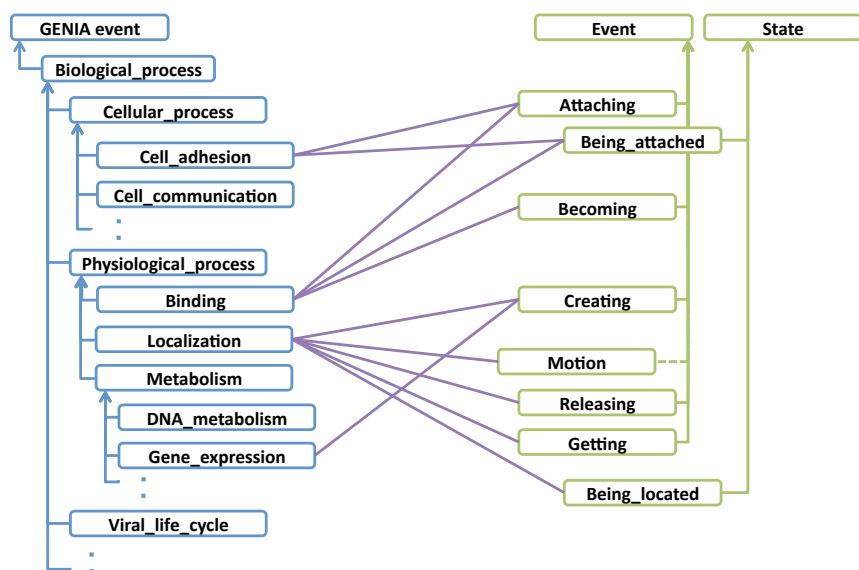 GENIA event
Biological_process
Cellular_process
Cell_adhesion
Cell_communication
Physiological_process
Binding
Localization
Metabolism
DNA_metabolism
Gene_expression
Viral_life_cycle
Event
State
Attaching
Being_attached
Becoming
Creating
Motion
Releasing
Getting
Being_located